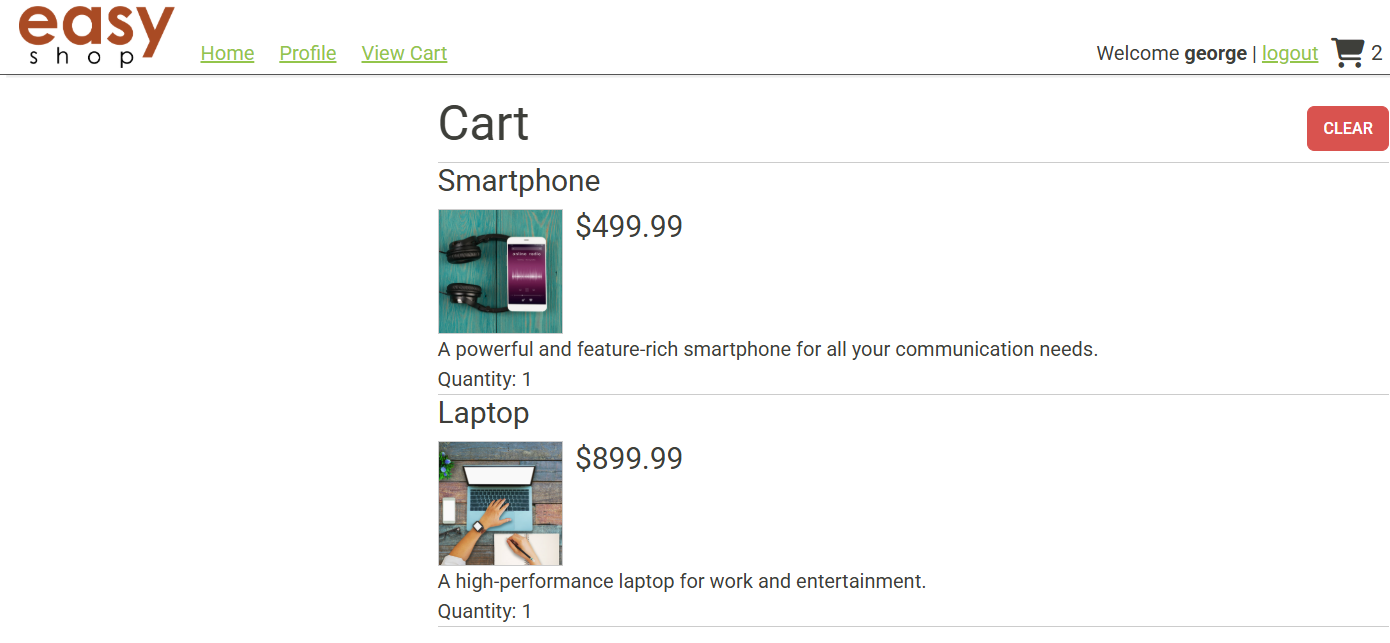 easy
shop
Home Profile View Cart Welcome george | logout 2
Cart CLEAR
Smartphone
$499.99
online radio
A powerful and feature-rich smartphone for all your communication needs.
Quantity: 1
Laptop
$899.99
A high-performance laptop for work and entertainment.
Quantity: 1